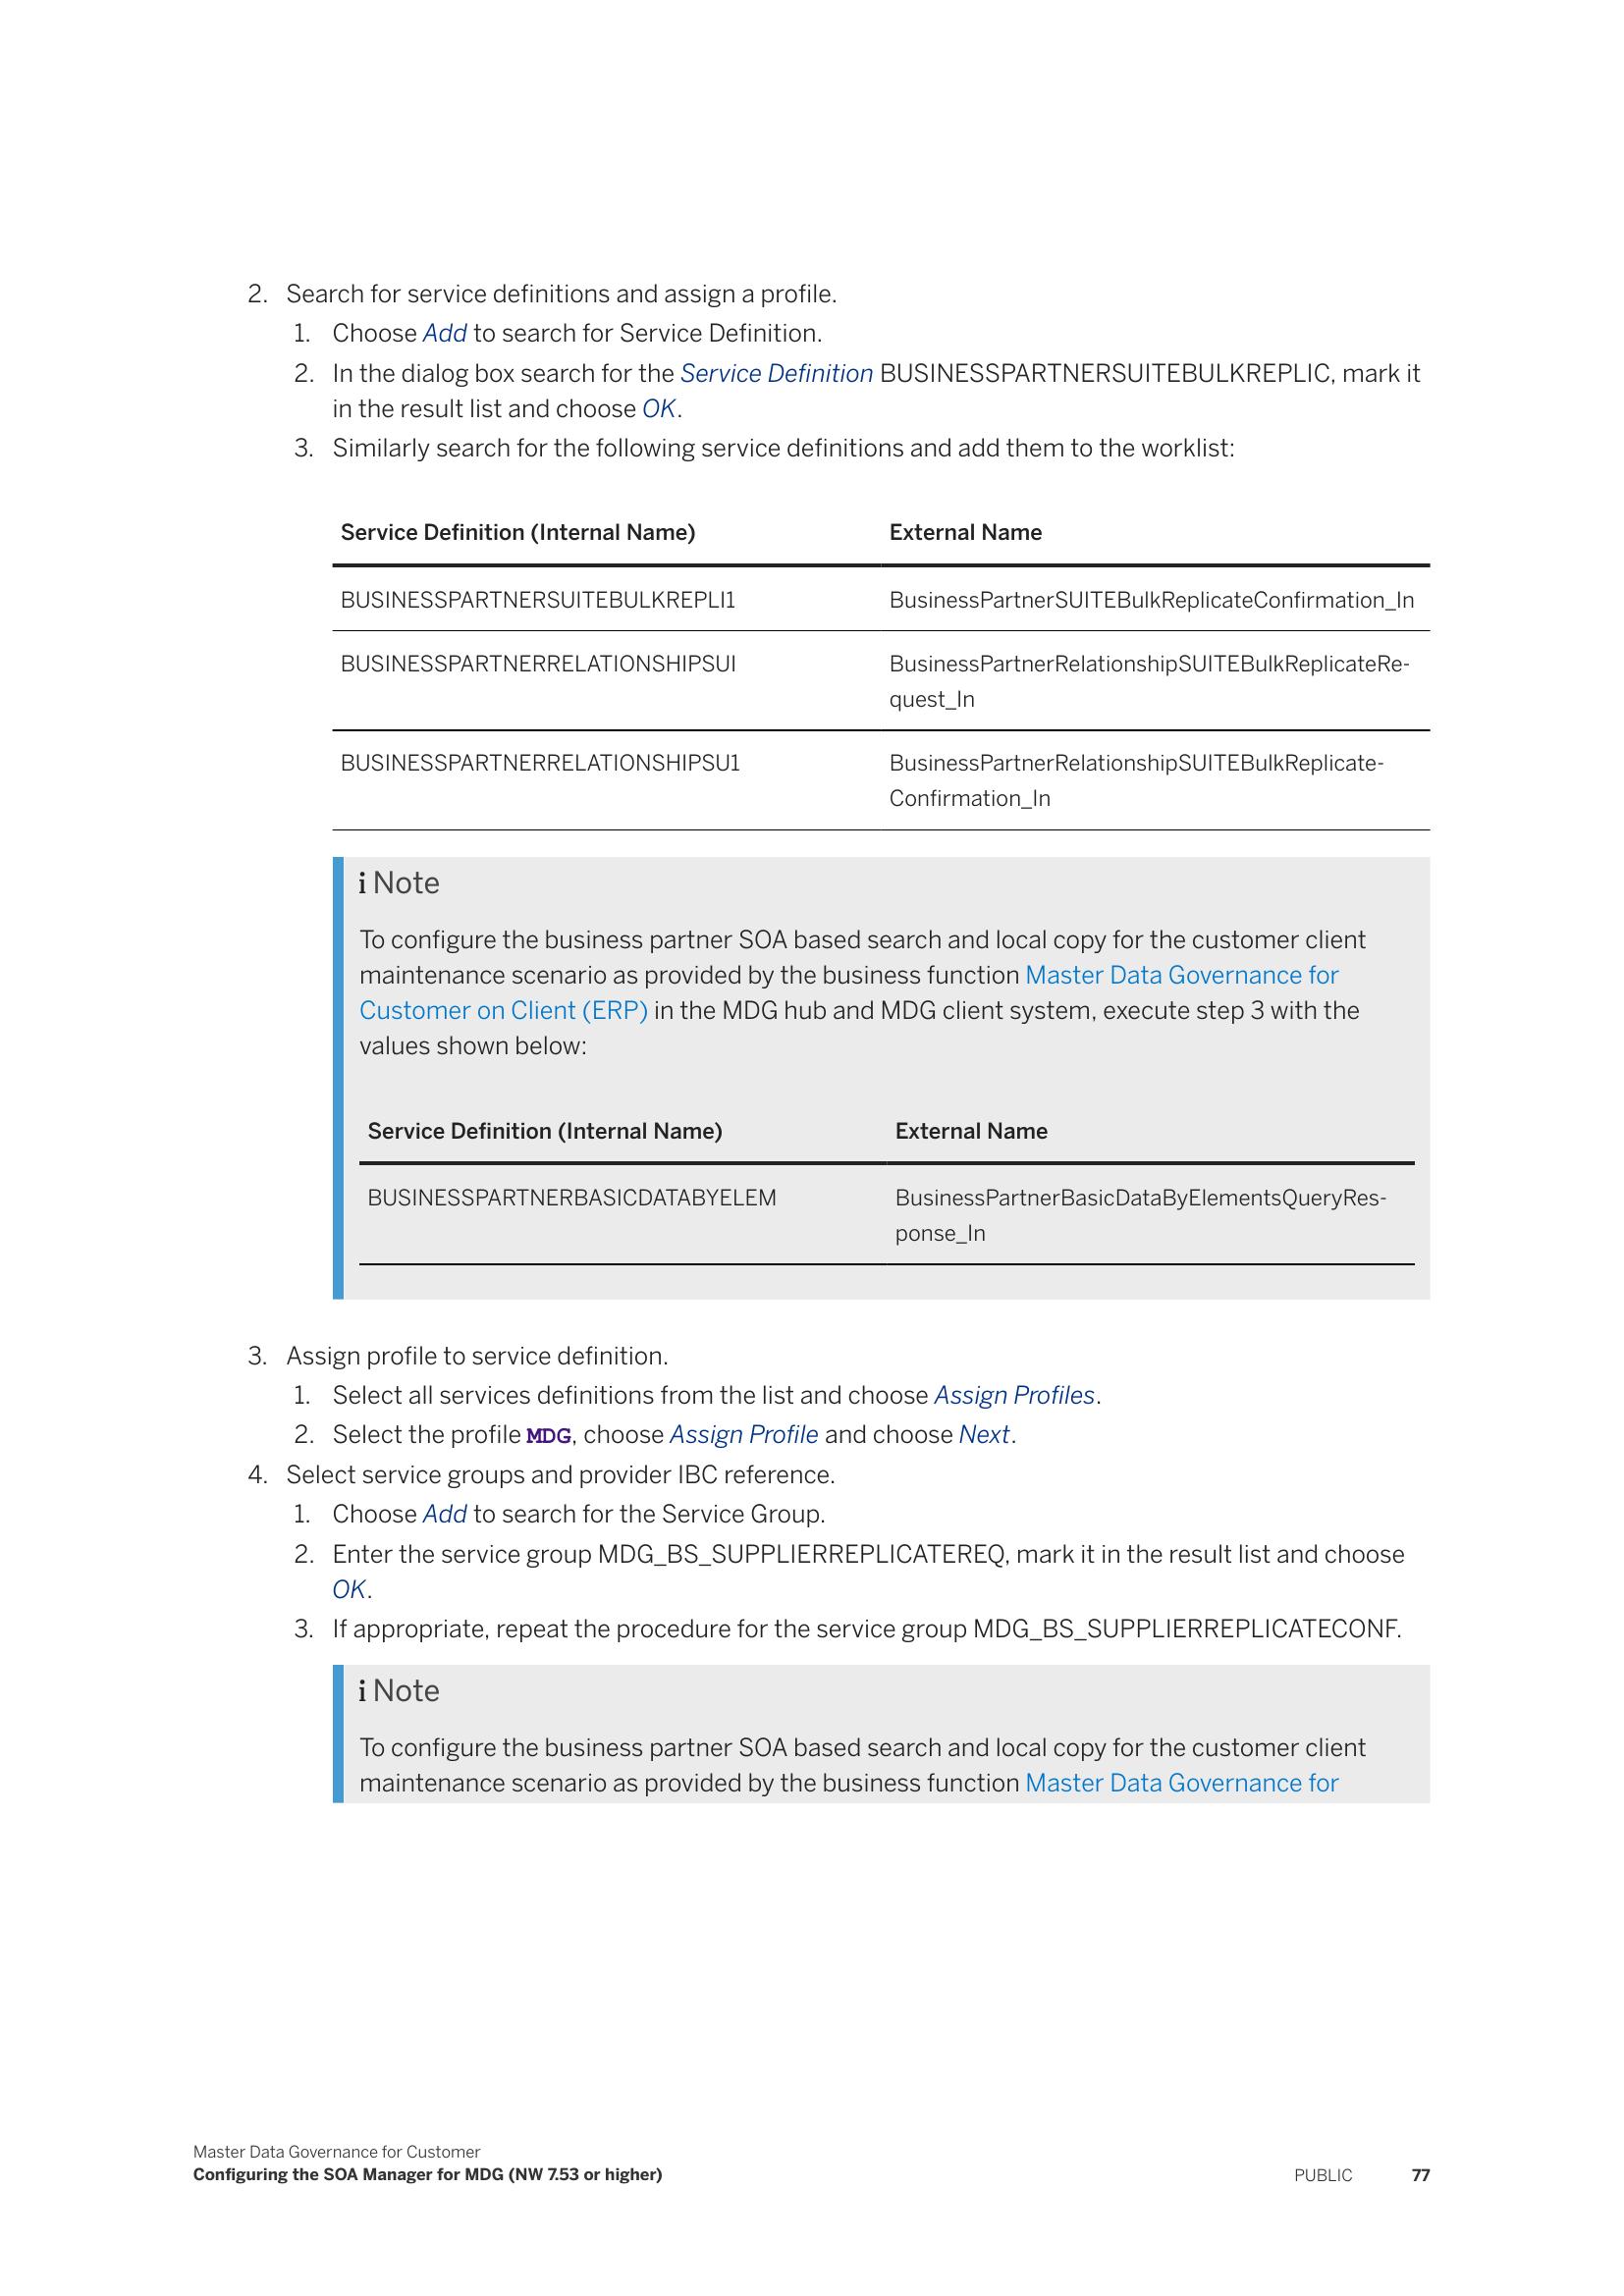 2. Search for service definitions and assign a profile.
1. Choose Add to search for Service Definition.
2. In the dialog box search for the Service Definition BUSINESSPARTNERSUITEBULKREPLIC, mark it
in the result list and choose OK.
3. Similarly search for the following service definitions and add them to the worklist:
Service Definition (Internal Name) External Name
BUSINESSPARTNERSUITEBULKREPLI1 BusinessPartnerSUITEBulkReplicateConfirmation_In
BUSINESSPARTNERRELATIONSHIPSUI BusinessPartnerRelationshipSUITEBulkReplicateRe-
quest_In
BUSINESSPARTNERRELATIONSHIPSU1 BusinessPartnerRelationshipSUITEBulkReplicate-
Confirmation_In
i Note
To configure the business partner SOA based search and local copy for the customer client
maintenance scenario as provided by the business function Master Data Governance for
Customer on Client (ERP) in the MDG hub and MDG client system, execute step 3 with the
values shown below:
Service Definition (Internal Name) External Name
BUSINESSPARTNERBASICDATABYELEM BusinessPartnerBasicDataByElementsQueryRes-
ponse_In
3. Assign profile to service definition.
1. Select all services definitions from the list and choose Assign Profiles.
2. Select the profile MDG, choose Assign Profile and choose Next.
4. Select service groups and provider IBC reference.
1. Choose Add to search for the Service Group.
2. Enter the service group MDG_BS_SUPPLIERREPLICATEREQ, mark it in the result list and choose
OK.
3. If appropriate, repeat the procedure for the service group MDG_BS_SUPPLIERREPLICATECONF.
i Note
To configure the business partner SOA based search and local copy for the customer client
maintenance scenario as provided by the business function Master Data Governance for
Master Data Governance for Customer
Configuring the SOA Manager for MDG (NW 7.53 or higher) PUBLIC 77